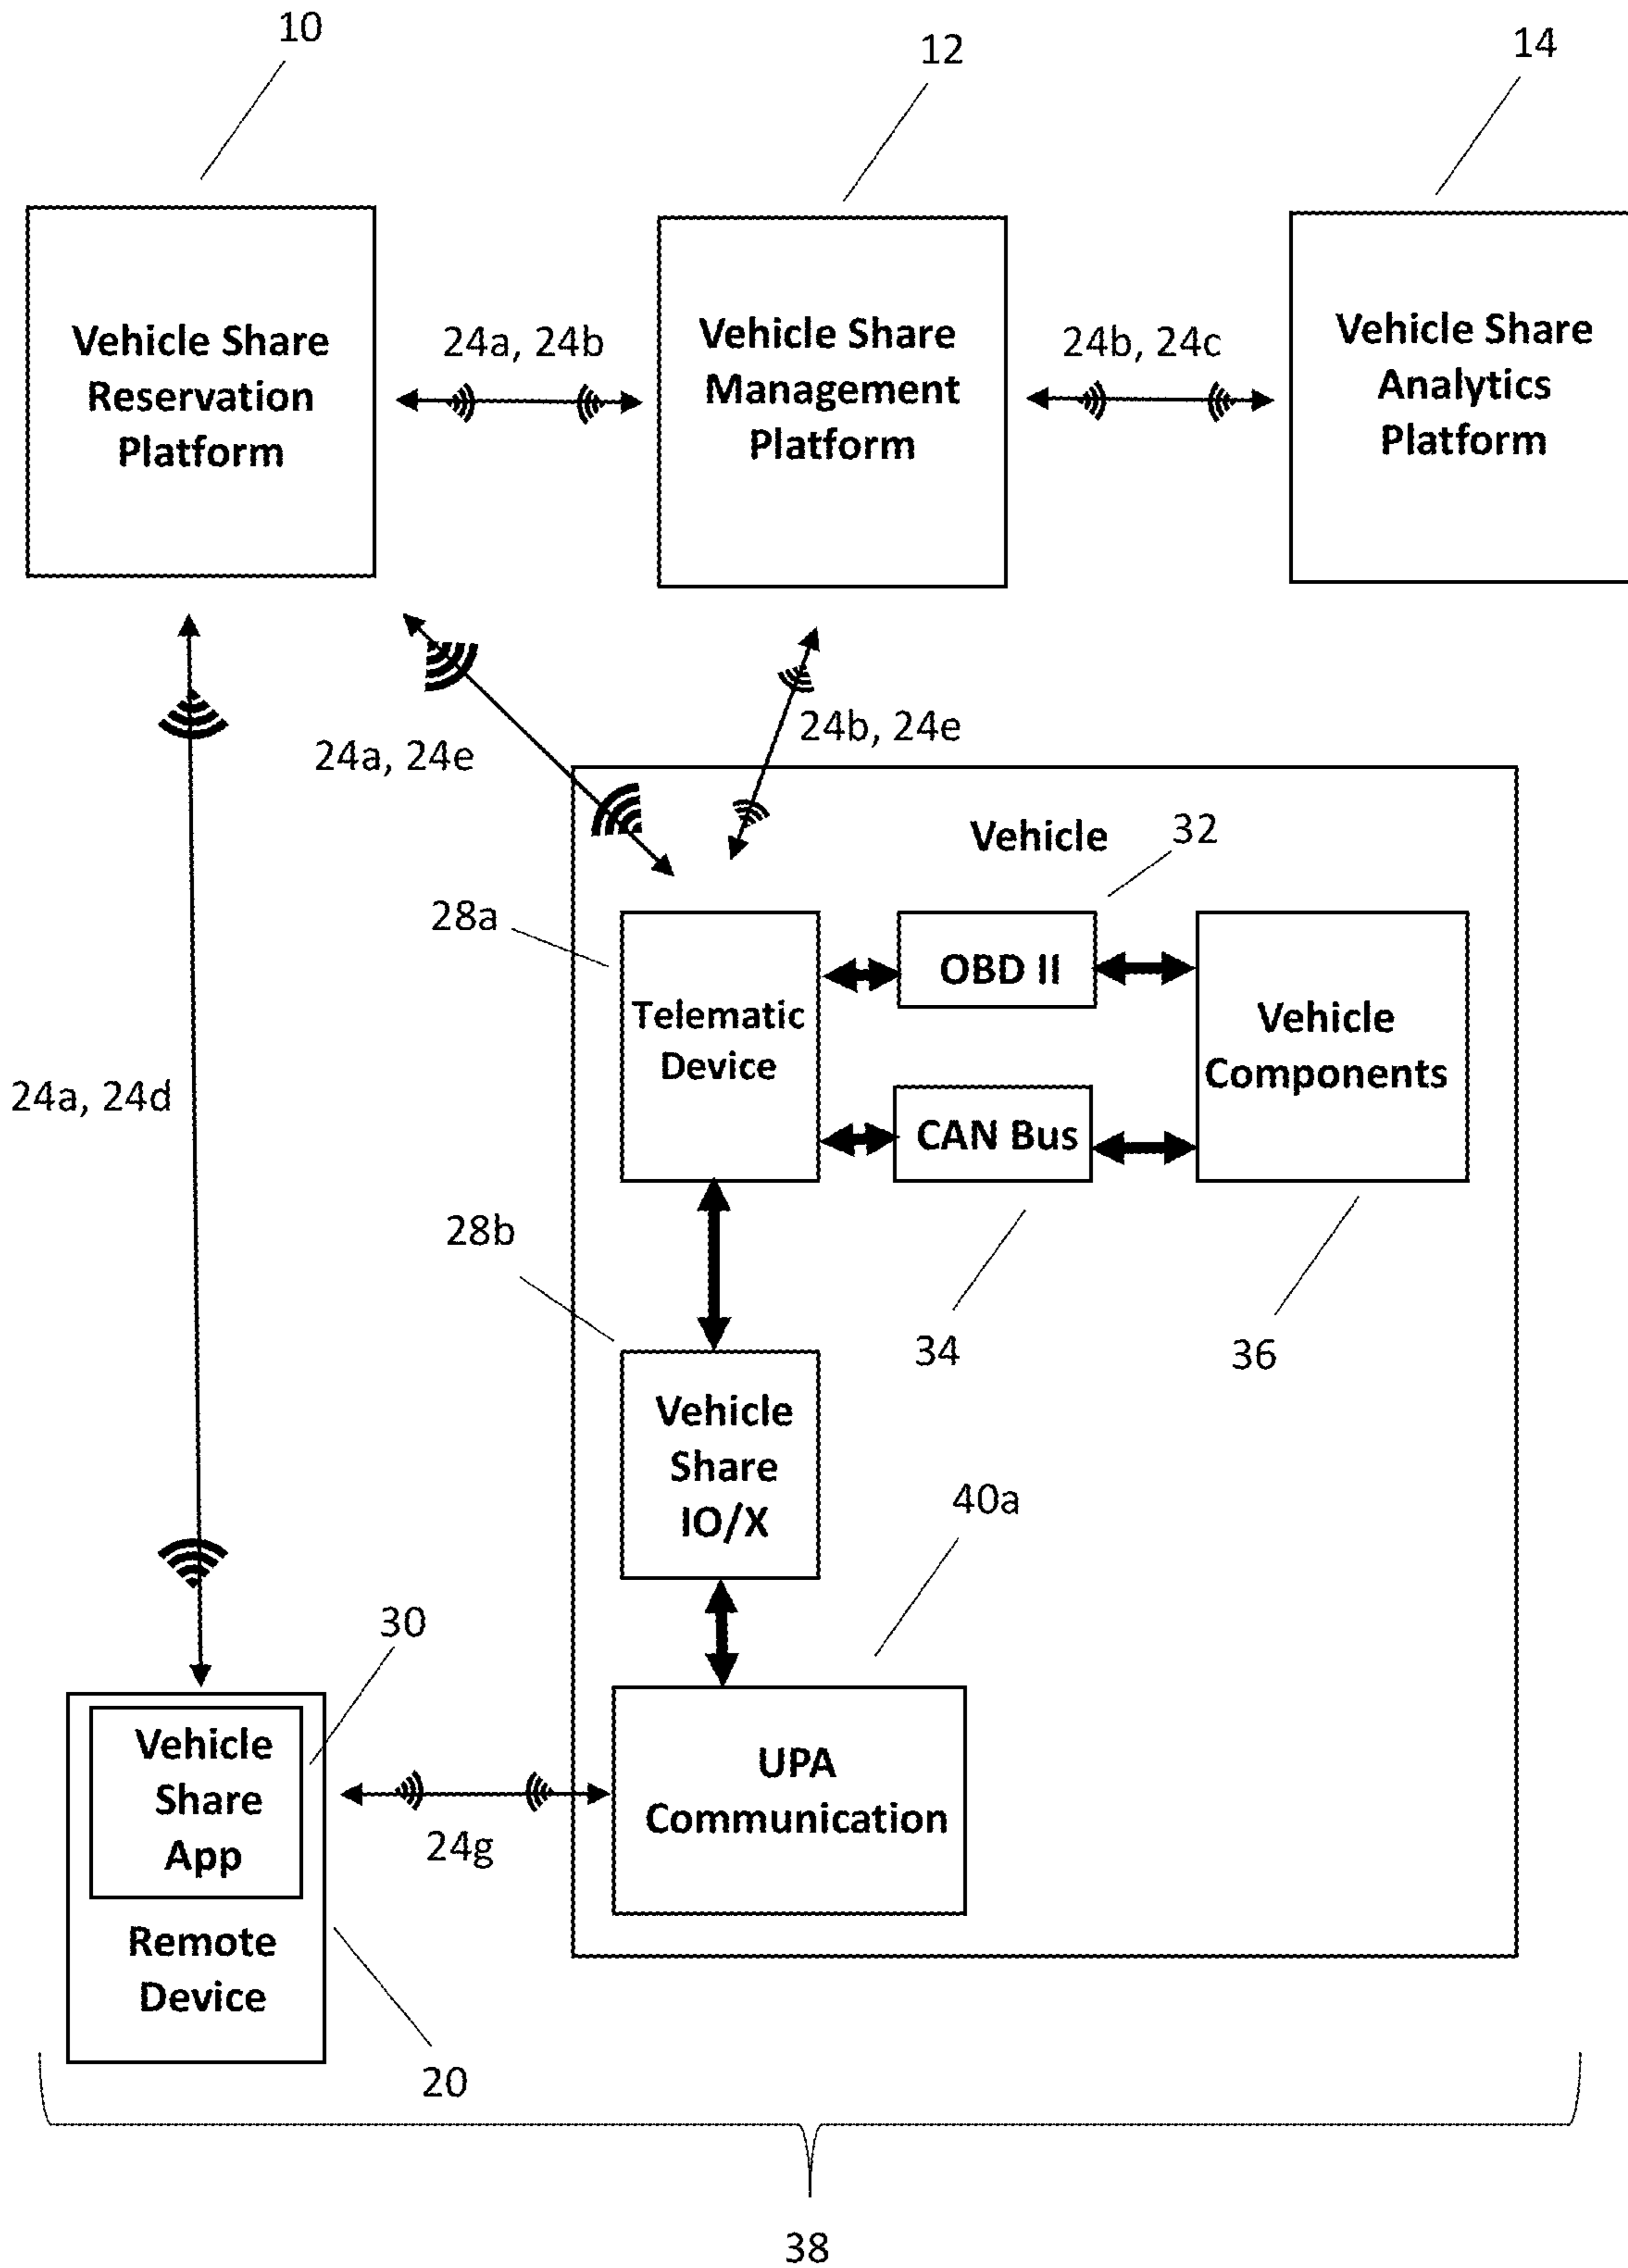 10
12
14
Vehicle Share
Reservation
Platform
24a, 24b
Vehicle Share
Management
Platform
24b, 24c
Vehicle Share
Analytics
Platform
24a, 24e
24b, 24e
24a, 24d
Vehicle
32
28a
Telematic
Device
OBD II
CAN Bus
Vehicle
Components
28b
34
36
Vehicle
Share
IO/X
40a
30
Vehicle
Share
App
Remote
Device
24g
UPA
Communication
20
38